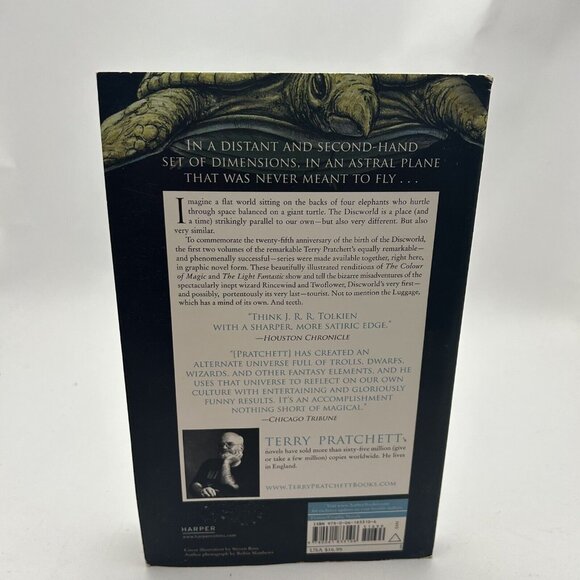 IN A DISTANT AND SECOND-HAND
SET OF DIMENSIONS, IN AN ASTRAL PLANE
THAT WAS NEVER MEANT TO FLY . . .
Imagine a flat world sitting on the backs of four elephants who hurtle
through space balanced on a giant turtle. The Discworld is a place (and
a time) strikingly parallel to our own—but also very different. But also
very similar.
To commemorate the twenty-fifth anniversary of the birth of the Discworld,
the first two volumes of the remarkable Terry Pratchett's equally remarkable—
and phenomenally successful—series were made available together, right here,
in graphic novel form. These beautifully illustrated renditions of The Colour
of Magic and The Light Fantastic show and tell the bizarre misadventures of the
spectacularly inept wizard Rincewind and Twoflower, Discworld's very first—
and possibly, portentously its very last—tourist. Not to mention the Luggage,
which has a mind of its own. And teeth.
"THINK J. R. R. TOLKIEN
WITH A SHARPER, MORE SATIRIC EDGE."
—HOUSTON CHRONICLE
"[PRATCHETT] HAS CREATED AN
ALTERNATE UNIVERSE FULL OF TROLLS, DWARFS,
WIZARDS, AND OTHER FANTASY ELEMENTS, AND HE
USES THAT UNIVERSE TO REFLECT ON OUR OWN
CULTURE WITH ENTERTAINING AND GLORIOUSLY
FUNNY RESULTS. IT'S AN ACCOMPLISHMENT
NOTHING SHORT OF MAGICAL."
—CHICAGO TRIBUNE
TERRY PRATCHETT's
novels have sold more than sixty-five million (give
or take a few million) copies worldwide. He lives
in England.
WWW.TERRYPRATCHETTBOOKS.COM
HARPER
Cover illustration by Steven Ross
Author photograph by Robin Matthews
USA $16.99